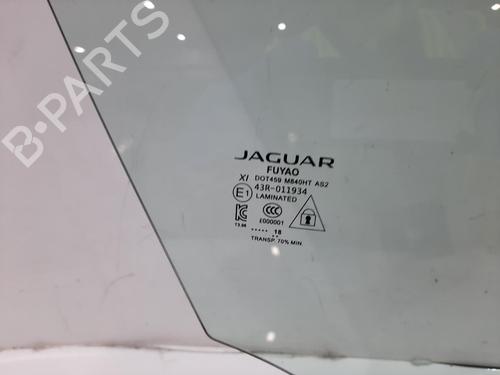 B-PARTS
JAGUAR
FUYAO
XI DOT459 M840HT AS2
E1 43R-011934
LAMINATED
E000001
..... 18
TRANSP. 70% MIN.